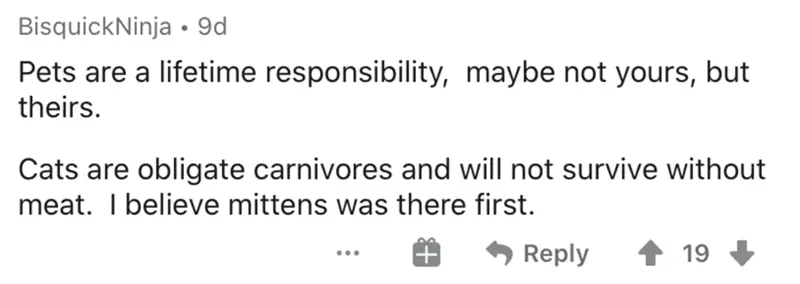 BisquickNinja • 9d
Pets are a lifetime responsibility,  maybe not yours, but
theirs.
Cats are obligate carnivores and will not survive without
meat.  I believe mittens was there first.
... Reply 19